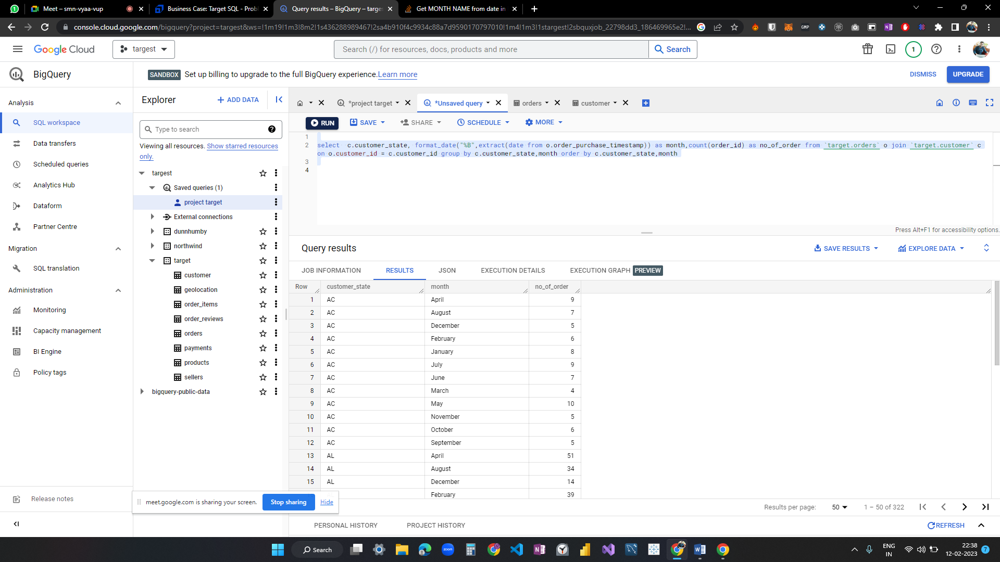 Meet – smn-vyaa-vup
Business Case: Target SQL - Prob
Query results – BigQuery – targes
Get MONTH NAME from date in
console.cloud.google.com/bigquery?project=targest&ws=!1m19!1m3!8m2!1s436288989467!2sa4b910f4c9934c88a7d9590170797010!1m4!1m3!1stargest!2sbquxjob_22798dd3_186469965e2!...
Google Cloud
targest
Search (/) for resources, docs, products and more
Search
1
BigQuery
SANDBOX Set up billing to upgrade to the full BigQuery experience. Learn more
DISMISS
UPGRADE
Analysis
SQL workspace
Data transfers
Scheduled queries
Analytics Hub
Dataform
Partner Centre
Migration
SQL translation
Administration
Monitoring
Capacity management
BI Engine
Policy tags
Release notes
Explorer
+ ADD DATA
Type to search
Viewing all resources. Show starred resources
only.
targest
Saved queries (1)
project target
External connections
dunnhumby
northwind
target
customer
geolocation
order_items
order_reviews
orders
payments
products
sellers
bigquery-public-data
*project target
*Unsaved query
orders
customer
RUN
SAVE
SHARE
SCHEDULE
MORE
1
2 select c.customer_state, format_date("%B",extract(date from o.order_purchase_timestamp)) as month,count(order_id) as no_of_order from `target.orders` o join `target.customer` c
on o.customer_id = c.customer_id group by c.customer_state,month order by c.customer_state,month
3
4
Press Alt+F1 for accessibility options.
Query results
SAVE RESULTS
EXPLORE DATA
JOB INFORMATION
RESULTS
JSON
EXECUTION DETAILS
EXECUTION GRAPH PREVIEW
Row customer_state month no_of_order
1 AC April 9
2 AC August 7
3 AC December 5
4 AC February 6
5 AC January 8
6 AC July 9
7 AC June 7
8 AC March 4
9 AC May 10
10 AC November 5
11 AC October 6
12 AC September 5
13 AL April 51
14 AL August 34
15 AL December 14
February 39
meet.google.com is sharing your screen.
Stop sharing
Hide
Results per page: 50 1 – 50 of 322
PERSONAL HISTORY
PROJECT HISTORY
REFRESH
Search
zoom
ENG
IN
22:38
12-02-2023
7